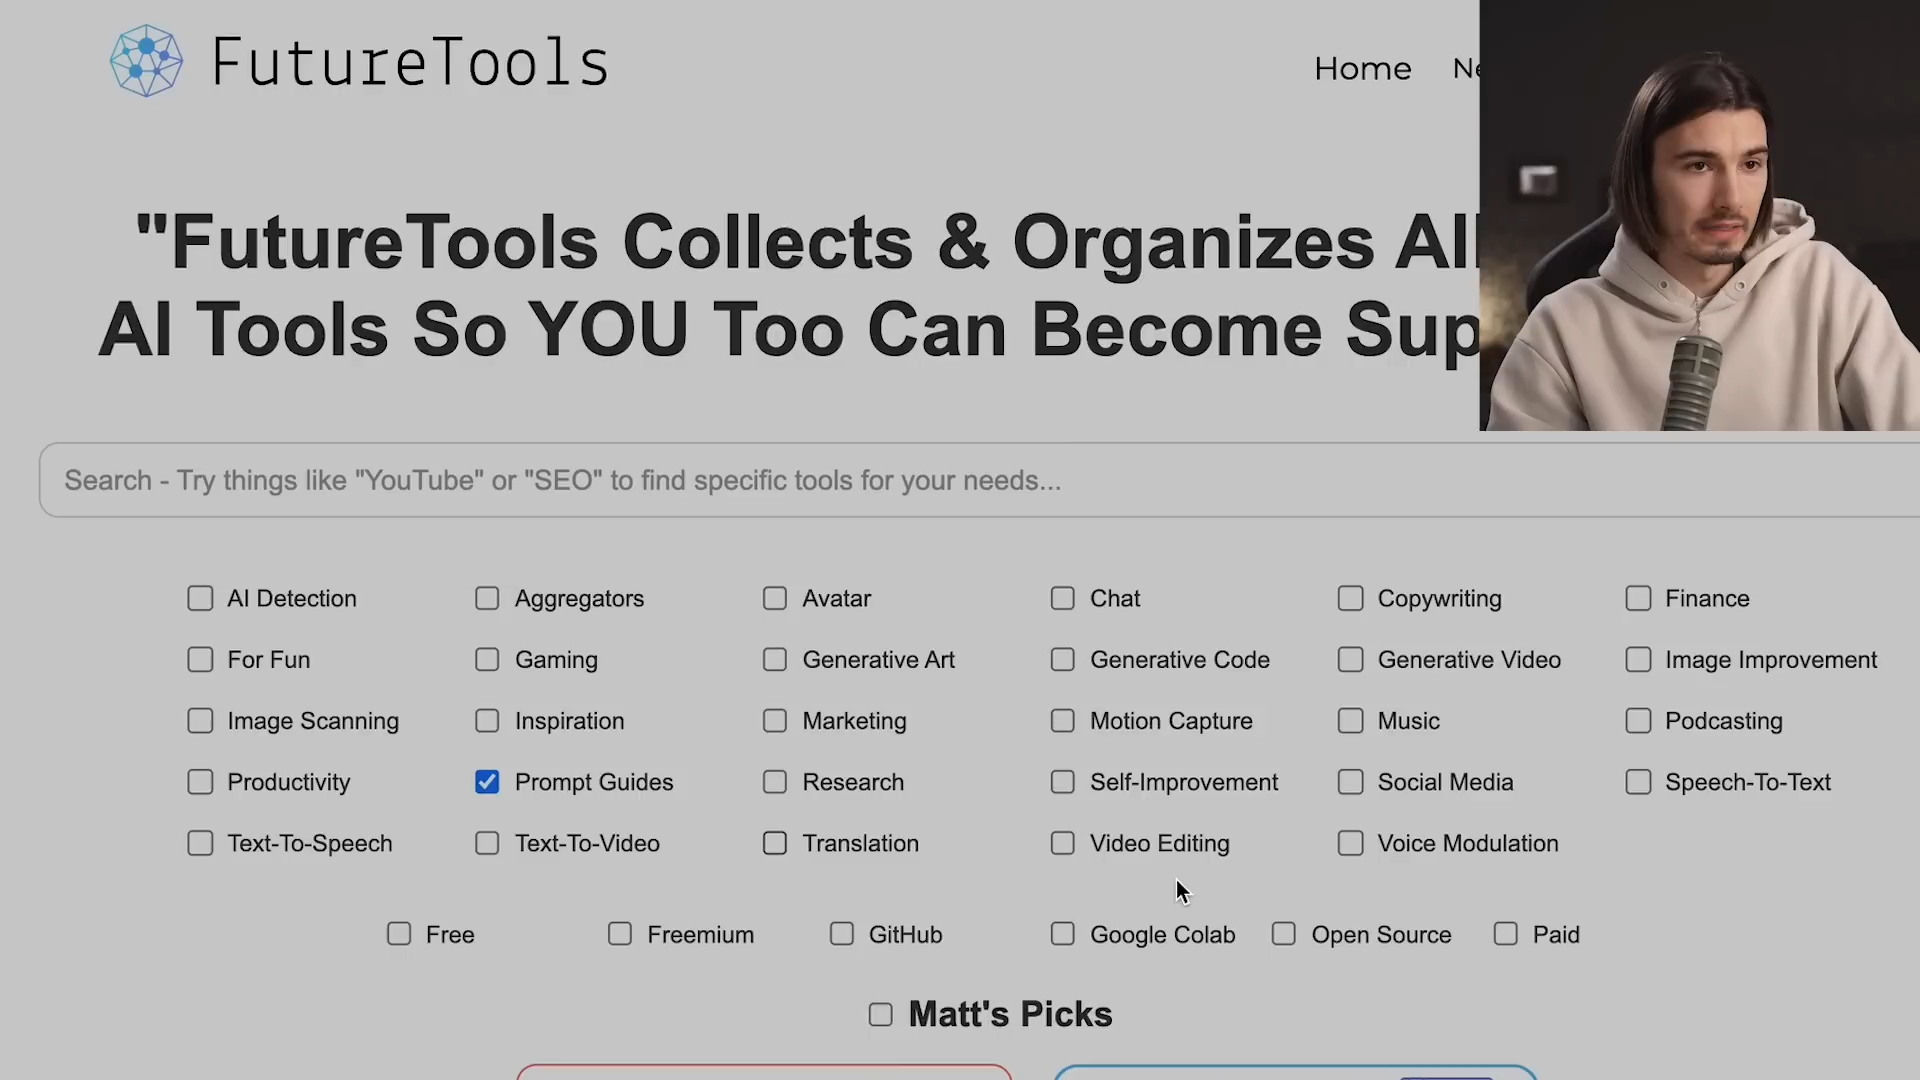 FutureTools
Home Ne
"FutureTools Collects & Organizes All
AI Tools So YOU Too Can Become Sup
Search - Try things like "YouTube" or "SEO" to find specific tools for your needs...
AI Detection Aggregators Avatar Chat Copywriting Finance
For Fun Gaming Generative Art Generative Code Generative Video Image Improvement
Image Scanning Inspiration Marketing Motion Capture Music Podcasting
Productivity Prompt Guides Research Self-Improvement Social Media Speech-To-Text
Text-To-Speech Text-To-Video Translation Video Editing Voice Modulation
Free Freemium GitHub Google Colab Open Source Paid
Matt's Picks